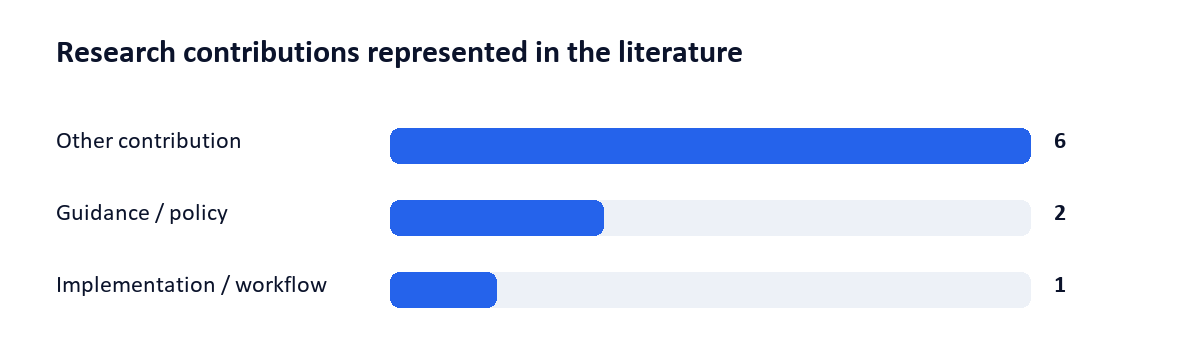 Research contributions represented in the literature
Other contribution 6
Guidance / policy 2
Implementation / workflow 1